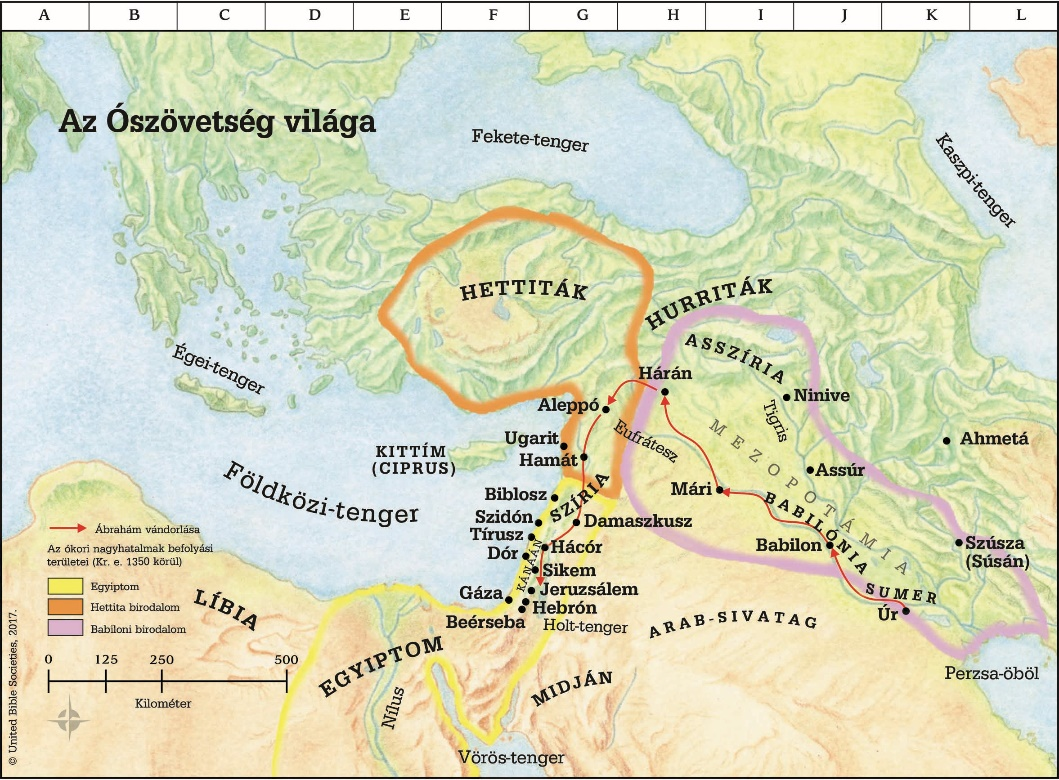 A B C D E F G H I J K L
Az Ószövetség világa
Fekete-tenger
Kaszpi-tenger
HETTITÁK
HURRITÁK
ASSZÍRIA
Égei-tenger
Hárán
Ninive
Aleppó
Tigris
Eufrátesz
Ugarit
Hamát
KITTÍM
(CIPRUS)
MEZOPOTÁMIA
Ahmetá
Assúr
Földközi-tenger
Mári
Biblosz
SZÍRIA
BABILÓNIA
Szidón
Damaszkusz
Tírusz
Dór
Hácór
Babilon
Szúsza
(Súsán)
KÁNAÁN
Sikem
Gáza
Jeruzsálem
Hebrón
Beérseba
Holt-tenger
SUMER
Úr
ARAB-SIVATAG
LÍBIA
EGYIPTOM
MIDJÁN
Nílus
Vörös-tenger
Perzsa-öböl
Ábrahám vándorlása
Az ókori nagyhatalmak befolyási
területei (Kr. e. 1350 körül)
Egyiptom
Hettita birodalom
Babiloni birodalom
0 125 250 500
Kilométer
© United Bible Societies, 2017.